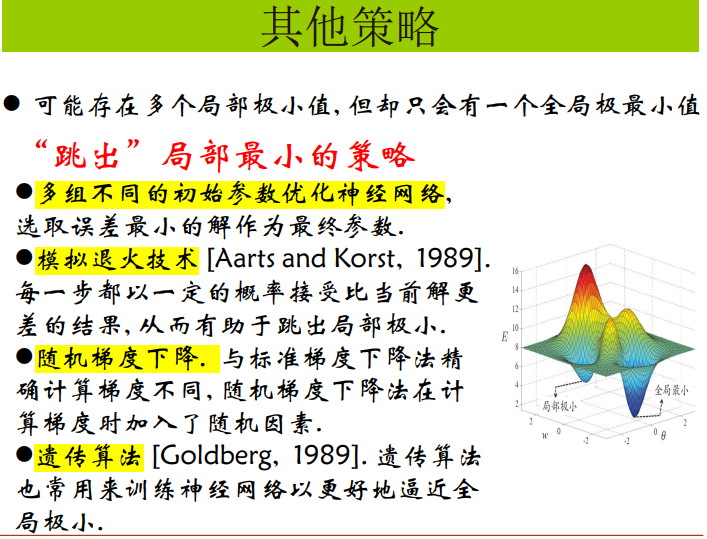 其他策略
● 可能存在多个局部极小值, 但却只会有一个全局极最小值
“跳出”局部最小的策略
●多组不同的初始参数优化神经网络,
选取误差最小的解作为最终参数.
●模拟退火技术 [Aarts and Korst, 1989].
每一步都以一定的概率接受比当前解更
差的结果, 从而有助于跳出局部极小.
●随机梯度下降. 与标准梯度下降法精
确计算梯度不同, 随机梯度下降法在计
算梯度时加入了随机因素.
●遗传算法 [Goldberg, 1989]. 遗传算法
也常用来训练神经网络以更好地逼近全
局极小.
16
14
12
10
E
8
6
4
2
局部极小
全局最小
2
0
-2
w
-2
0
2
θ